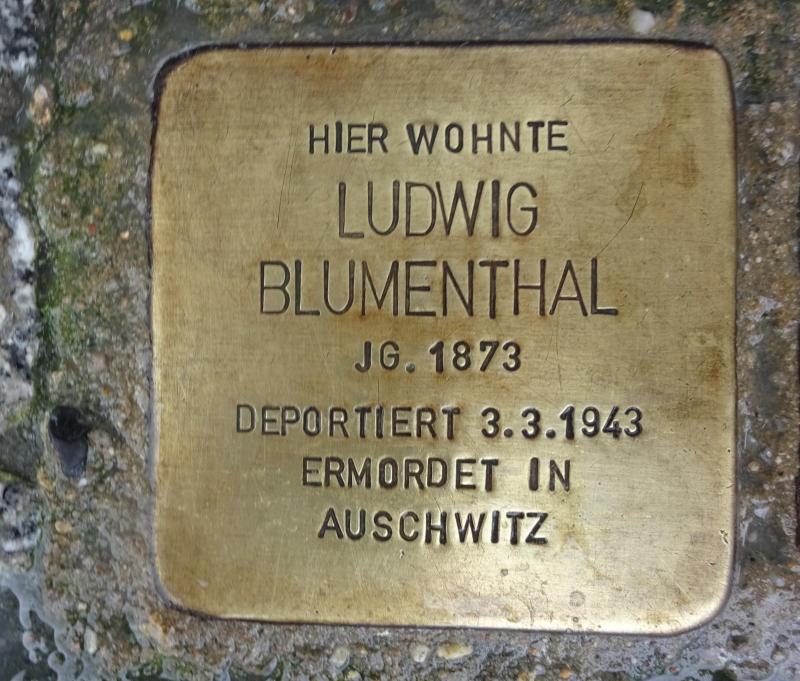 HIER WOHNTE
LUDWIG
BLUMENTHAL
JG. 1873
DEPORTIERT 3.3.1943
ERMORDET IN
AUSCHWITZ